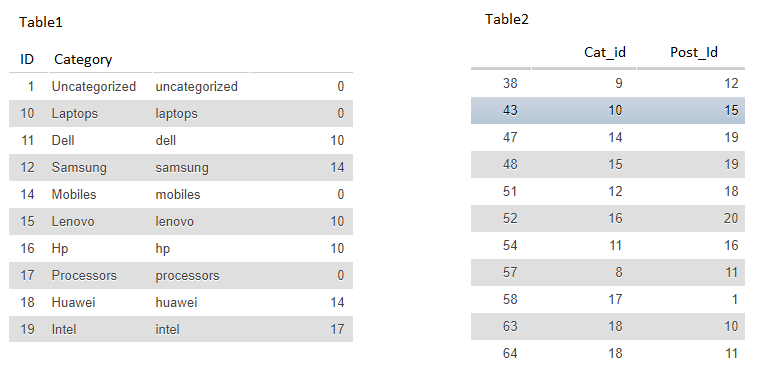 Table1
ID Category
1 Uncategorized uncategorized 0
10 Laptops laptops 0
11 Dell dell 10
12 Samsung samsung 14
14 Mobiles mobiles 0
15 Lenovo lenovo 10
16 Hp hp 10
17 Processors processors 0
18 Huawei huawei 14
19 Intel intel 17
Table2
Cat_id Post_Id
38 9 12
43 10 15
47 14 19
48 15 19
51 12 18
52 16 20
54 11 16
57 8 11
58 17 1
63 18 10
64 18 11